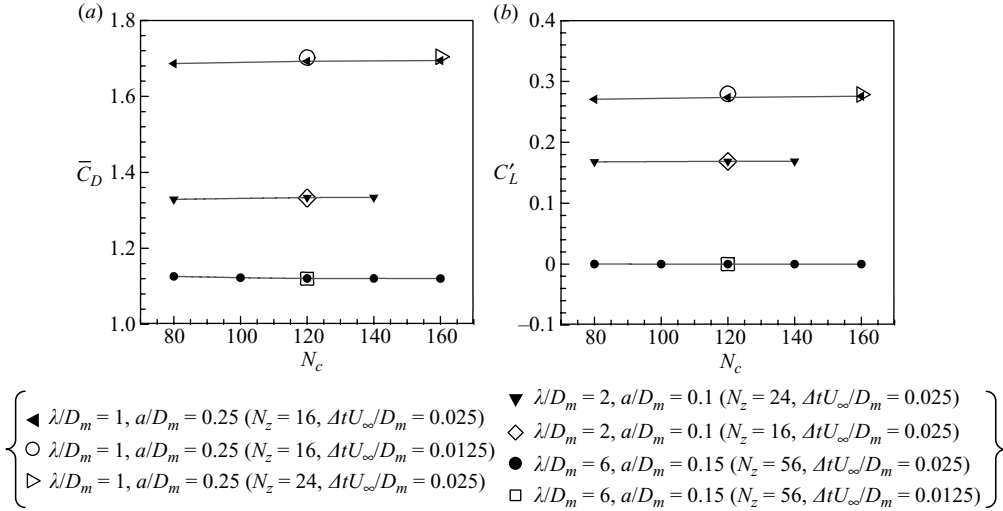 (a)
1.8
1.6
1.4
1.2
1.0
C̅_D
80 100 120 140 160
N_c
(b)
0.4
0.3
0.2
0.1
0
–0.1
C′_L
80 100 120 140 160
N_c
λ/D_m = 1, a/D_m = 0.25 (N_z = 16, ΔtU_∞/D_m = 0.025)
λ/D_m = 1, a/D_m = 0.25 (N_z = 16, ΔtU_∞/D_m = 0.0125)
λ/D_m = 1, a/D_m = 0.25 (N_z = 24, ΔtU_∞/D_m = 0.025)
λ/D_m = 2, a/D_m = 0.1 (N_z = 24, ΔtU_∞/D_m = 0.025)
λ/D_m = 2, a/D_m = 0.1 (N_z = 16, ΔtU_∞/D_m = 0.025)
λ/D_m = 6, a/D_m = 0.15 (N_z = 56, ΔtU_∞/D_m = 0.025)
λ/D_m = 6, a/D_m = 0.15 (N_z = 56, ΔtU_∞/D_m = 0.0125)